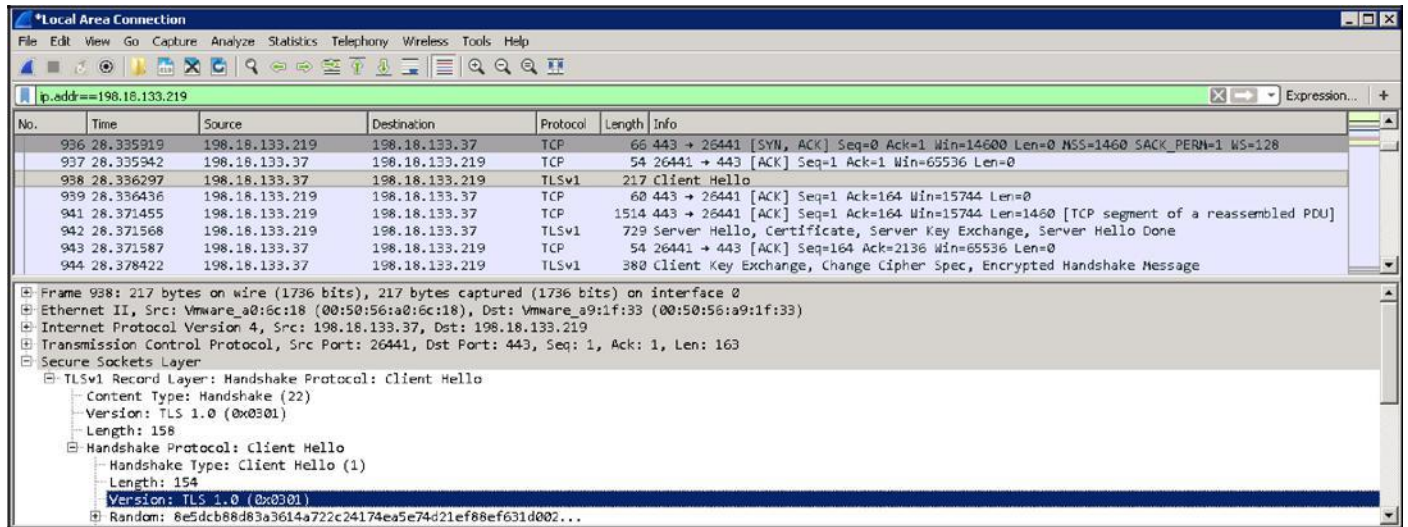 *Local Area Connection
File Edit View Go Capture Analyze Statistics Telephony Wireless Tools Help
ip.addr==198.18.133.219 Expression... +
No. Time Source Destination Protocol Length Info
936 28.335919 198.18.133.219 198.18.133.37 TCP 66 443 → 26441 [SYN, ACK] Seq=0 Ack=1 Win=14600 Len=0 MSS=1460 SACK_PERM=1 WS=128
937 28.335942 198.18.133.37 198.18.133.219 TCP 54 26441 → 443 [ACK] Seq=1 Ack=1 Win=65536 Len=0
938 28.336297 198.18.133.37 198.18.133.219 TLSv1 217 Client Hello
939 28.336436 198.18.133.219 198.18.133.37 TCP 60 443 → 26441 [ACK] Seq=1 Ack=164 Win=15744 Len=0
941 28.371455 198.18.133.219 198.18.133.37 TCP 1514 443 → 26441 [ACK] Seq=1 Ack=164 Win=15744 Len=1460 [TCP segment of a reassembled PDU]
942 28.371568 198.18.133.219 198.18.133.37 TLSv1 729 Server Hello, Certificate, Server Key Exchange, Server Hello Done
943 28.371587 198.18.133.37 198.18.133.219 TCP 54 26441 → 443 [ACK] Seq=164 Ack=2136 Win=65536 Len=0
944 28.378422 198.18.133.37 198.18.133.219 TLSv1 380 Client Key Exchange, Change Cipher Spec, Encrypted Handshake Message
Frame 938: 217 bytes on wire (1736 bits), 217 bytes captured (1736 bits) on interface 0
Ethernet II, Src: Vmware_a0:6c:18 (00:50:56:a0:6c:18), Dst: Vmware_a9:1f:33 (00:50:56:a9:1f:33)
Internet Protocol Version 4, Src: 198.18.133.37, Dst: 198.18.133.219
Transmission Control Protocol, Src Port: 26441, Dst Port: 443, Seq: 1, Ack: 1, Len: 163
Secure Sockets Layer
TLSv1 Record Layer: Handshake Protocol: Client Hello
Content Type: Handshake (22)
Version: TLS 1.0 (0x0301)
Length: 158
Handshake Protocol: Client Hello
Handshake Type: Client Hello (1)
Length: 154
Version: TLS 1.0 (0x0301)
Random: 8e5dcb88d83a3614a722c24174ea5e74d21ef88ef631d002...